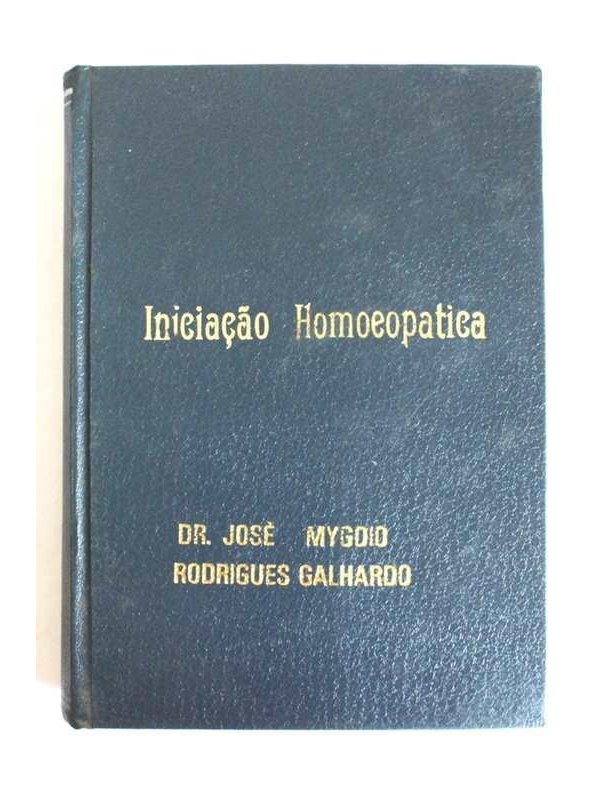 Iniciação Homoeopatica
DR. JOSÈ MYGDIO
RODRIGUES GALHARDO